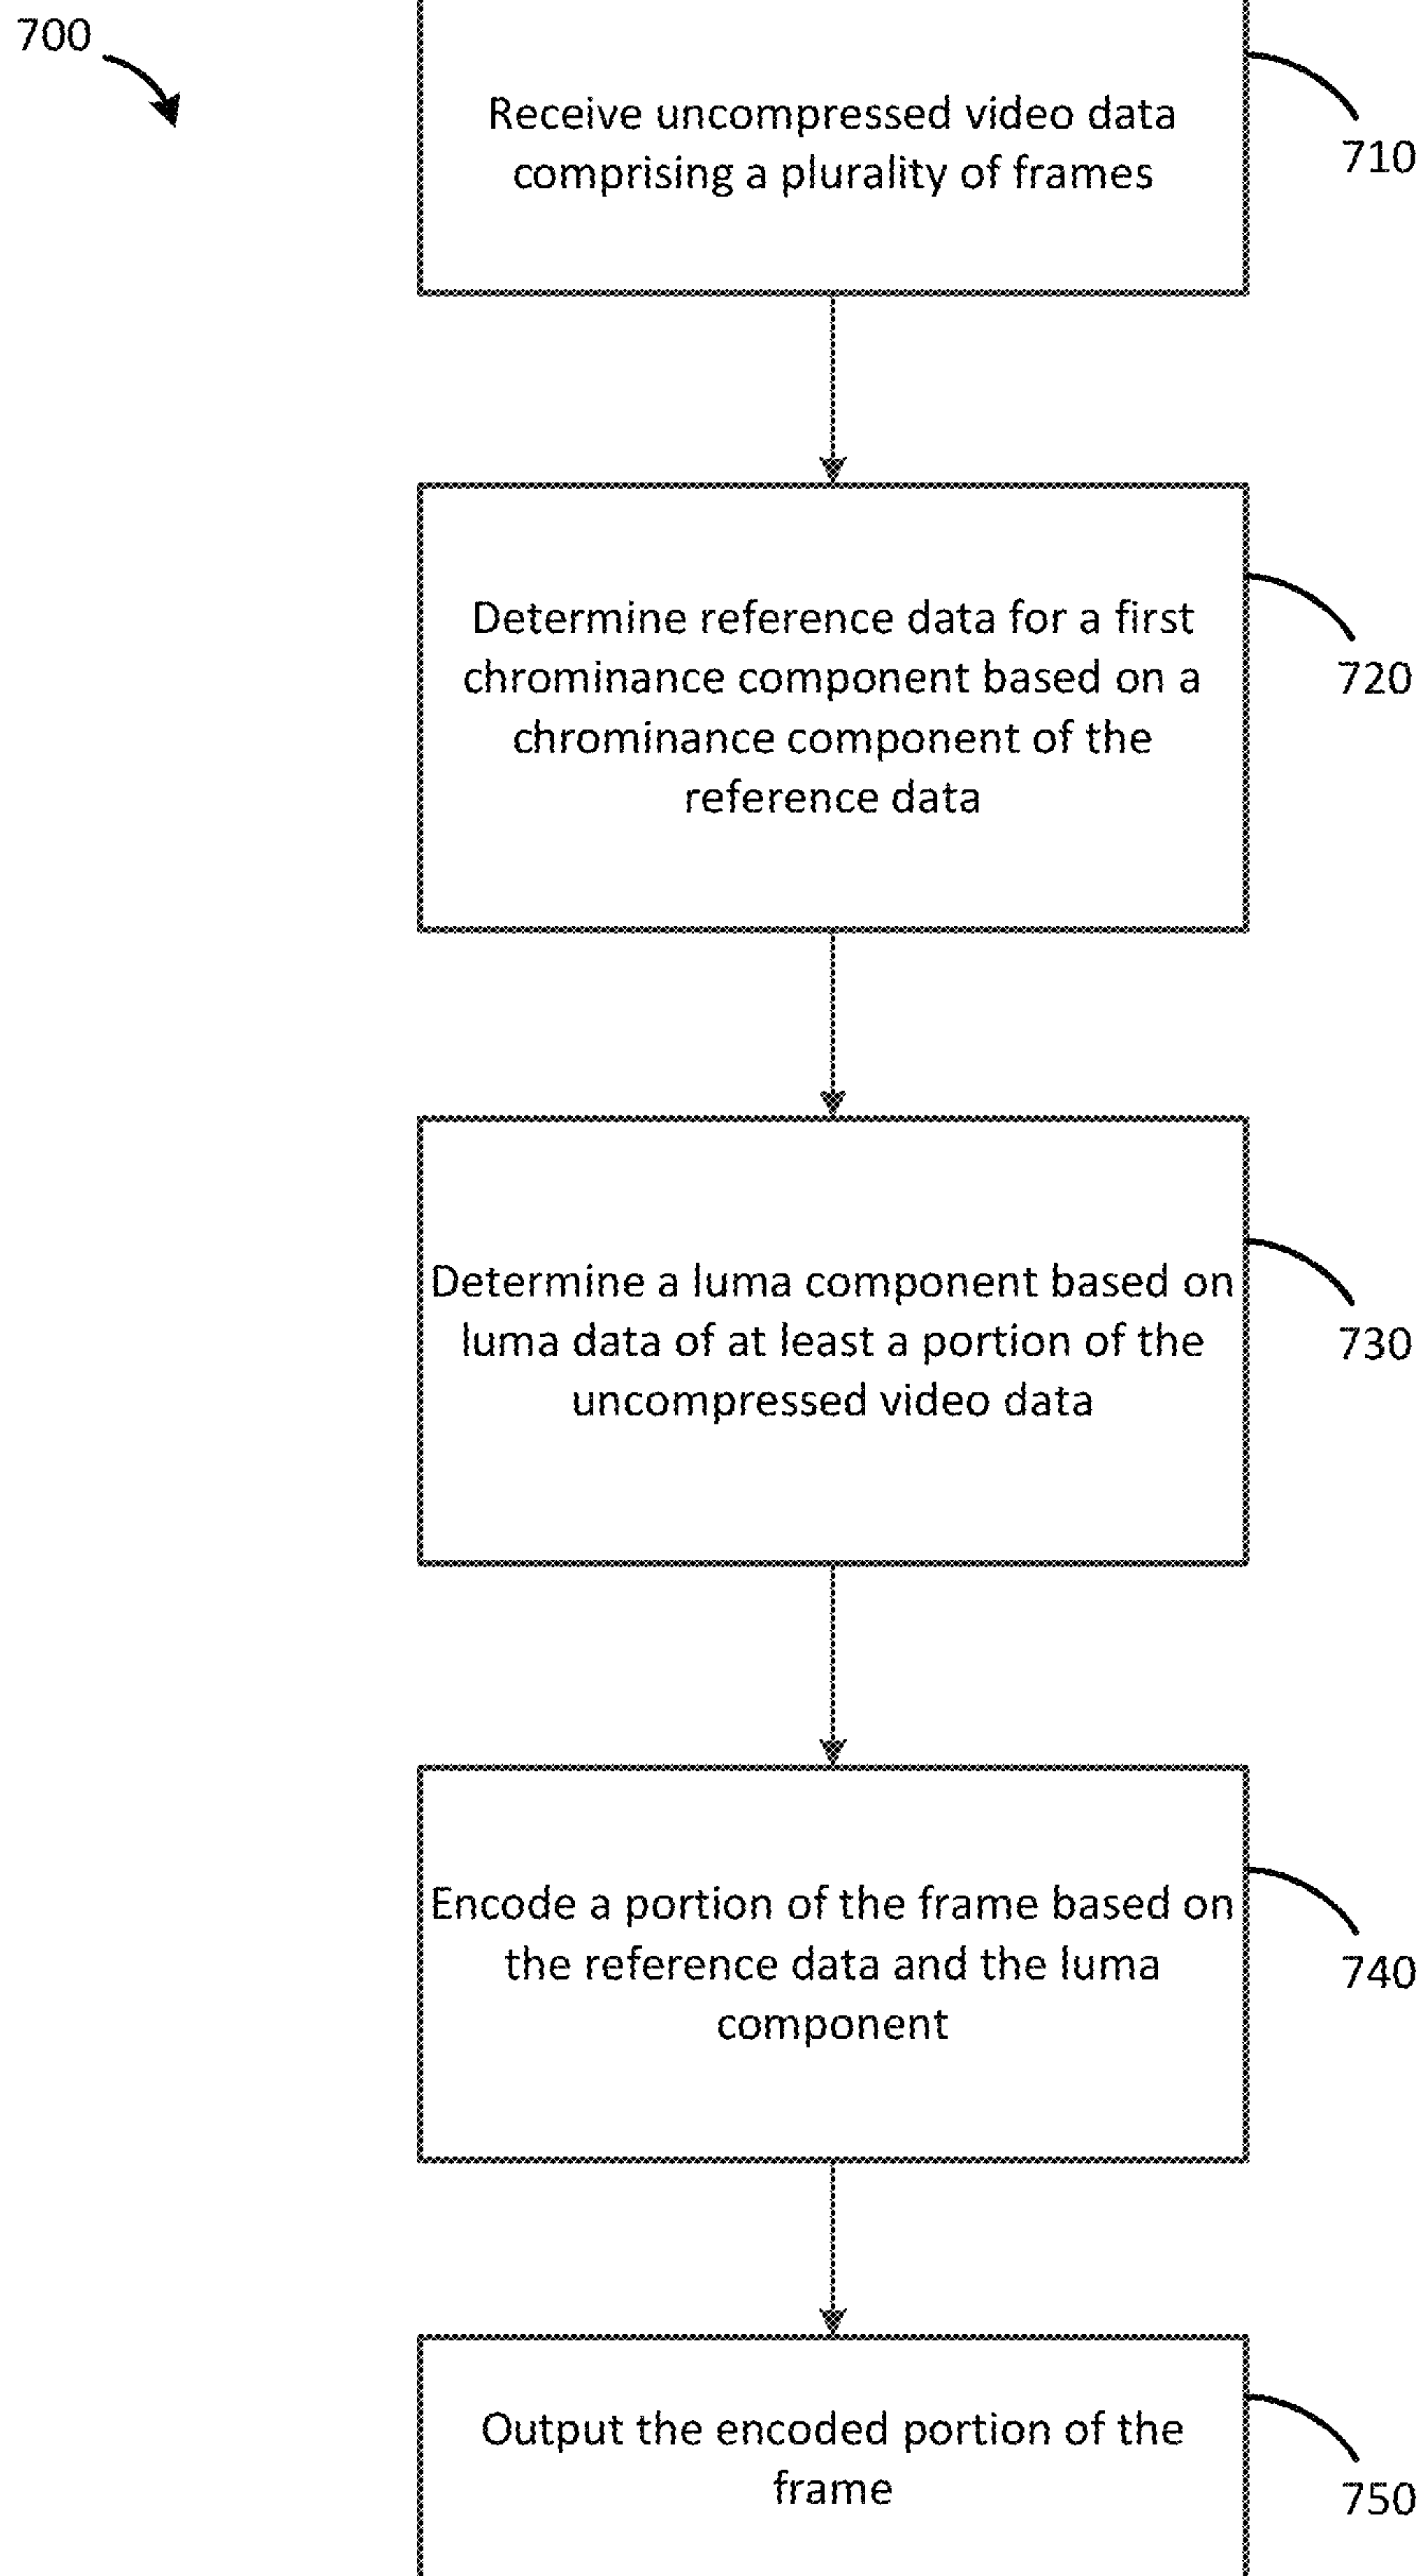 700
Receive uncompressed video data
comprising a plurality of frames
710
Determine reference data for a first
chrominance component based on a
chrominance component of the
reference data
720
Determine a luma component based on
luma data of at least a portion of the
uncompressed video data
730
Encode a portion of the frame based on
the reference data and the luma
component
740
Output the encoded portion of the
frame
750